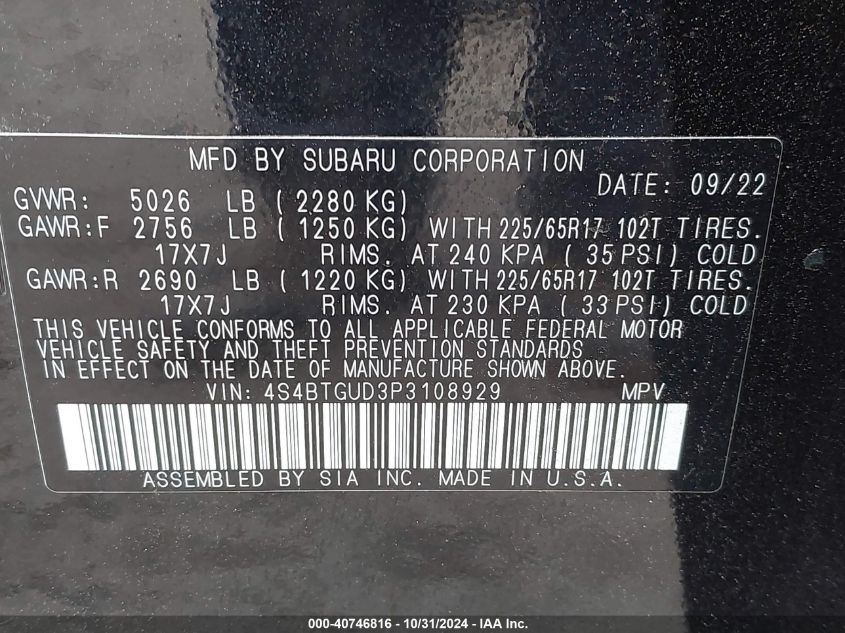 MFD BY SUBARU CORPORATION
DATE: 09/22
GVWR: 5026 LB ( 2280 KG)
GAWR:F 2756 LB ( 1250 KG) WITH 225/65R17 102T TIRES.
17X7J RIMS. AT 240 KPA ( 35 PSI) COLD
GAWR:R 2690 LB ( 1220 KG) WITH 225/65R17 102T TIRES.
17X7J RIMS. AT 230 KPA ( 33 PSI) COLD
THIS VEHICLE CONFORMS TO ALL APPLICABLE FEDERAL MOTOR
VEHICLE SAFETY AND THEFT PREVENTION STANDARDS
IN EFFECT ON THE DATE OF MANUFACTURE SHOWN ABOVE.
VIN: 4S4BTGUD3P3108929 MPV
ASSEMBLED BY SIA INC. MADE IN U.S.A.
000-40746816 - 10/31/2024 - IAA Inc.